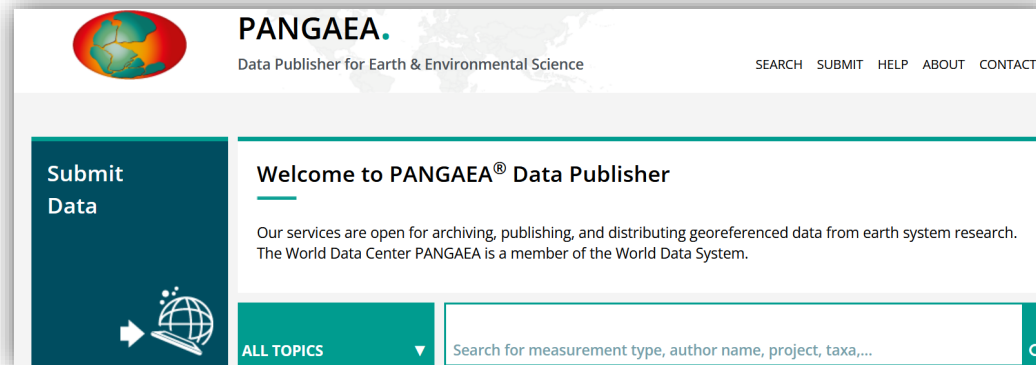 PANGAEA.
Data Publisher for Earth & Environmental Science
SEARCH SUBMIT HELP ABOUT CONTACT
Submit
Data
Welcome to PANGAEA® Data Publisher
Our services are open for archiving, publishing, and distributing georeferenced data from earth system research.
The World Data Center PANGAEA is a member of the World Data System.
ALL TOPICS ▼
Search for measurement type, author name, project, taxa,...